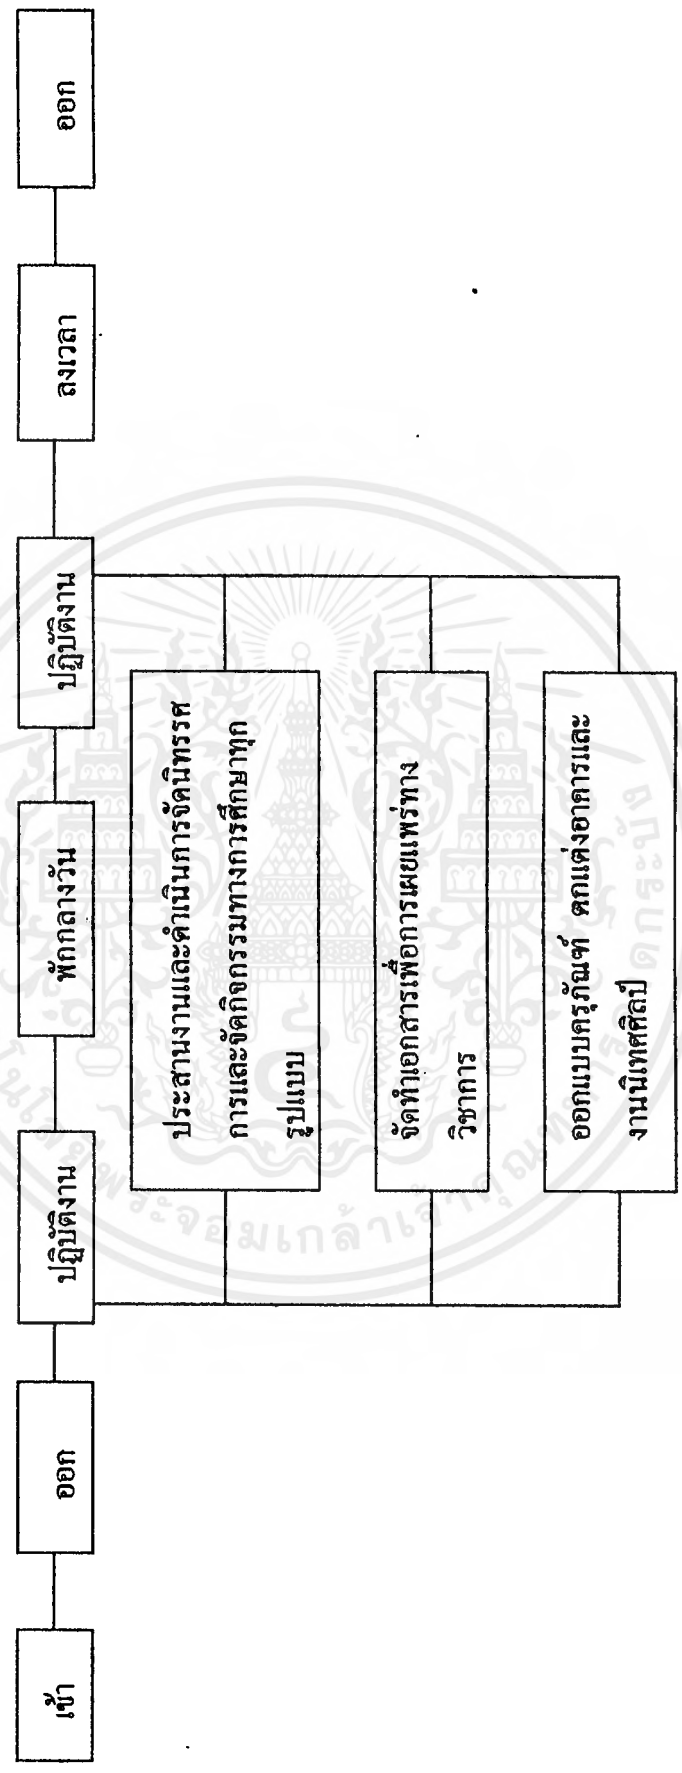 เข้า
ออก
ปฏิบัติงาน
พักกลางวัน
ปฏิบัติงาน
ลงเวลา
ออก
ประสานงานและดำเนินการจัดนิทรรศ
การและจัดกิจกรรมทางการศึกษาทุก
รูปแบบ
จัดทำเอกสารเพื่อการเผยแพร่ทาง
วิชาการ
ออกแบบครุภัณฑ์ ตกแต่งอาคารและ
งานนิเทศศิลป์